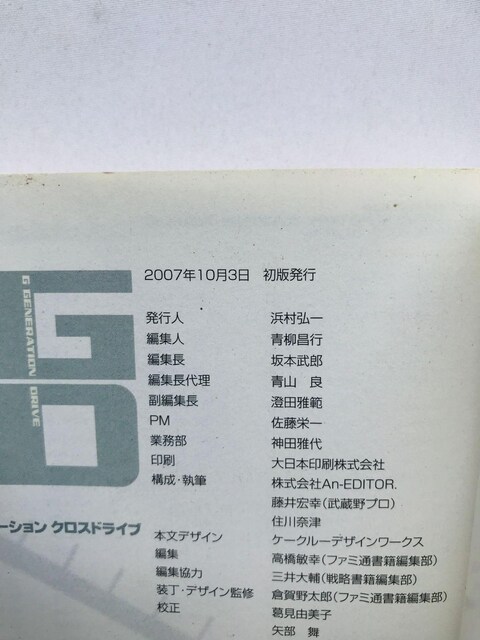 2007年10月3日 初版発行
発行人 浜村弘一
編集人 青柳昌行
編集長 坂本武郎
編集長代理 青山 良
副編集長 澄田雅範
PM 佐藤栄一
業務部 神田雅代
印刷 大日本印刷株式会社
構成・執筆 株式会社An-EDITOR.
藤井宏幸(武蔵野プロ)
住川奈津
本文デザイン ケークルーデザインワークス
編集 高橋敏幸(ファミ通書籍編集部)
編集協力 三井大輔(戦略書籍編集部)
装丁・デザイン監修 倉賀野太郎(ファミ通書籍編集部)
校正 葛見由美子
矢部 舞
G
G GENERATION
D
DRIVE
ーション クロスドライブ